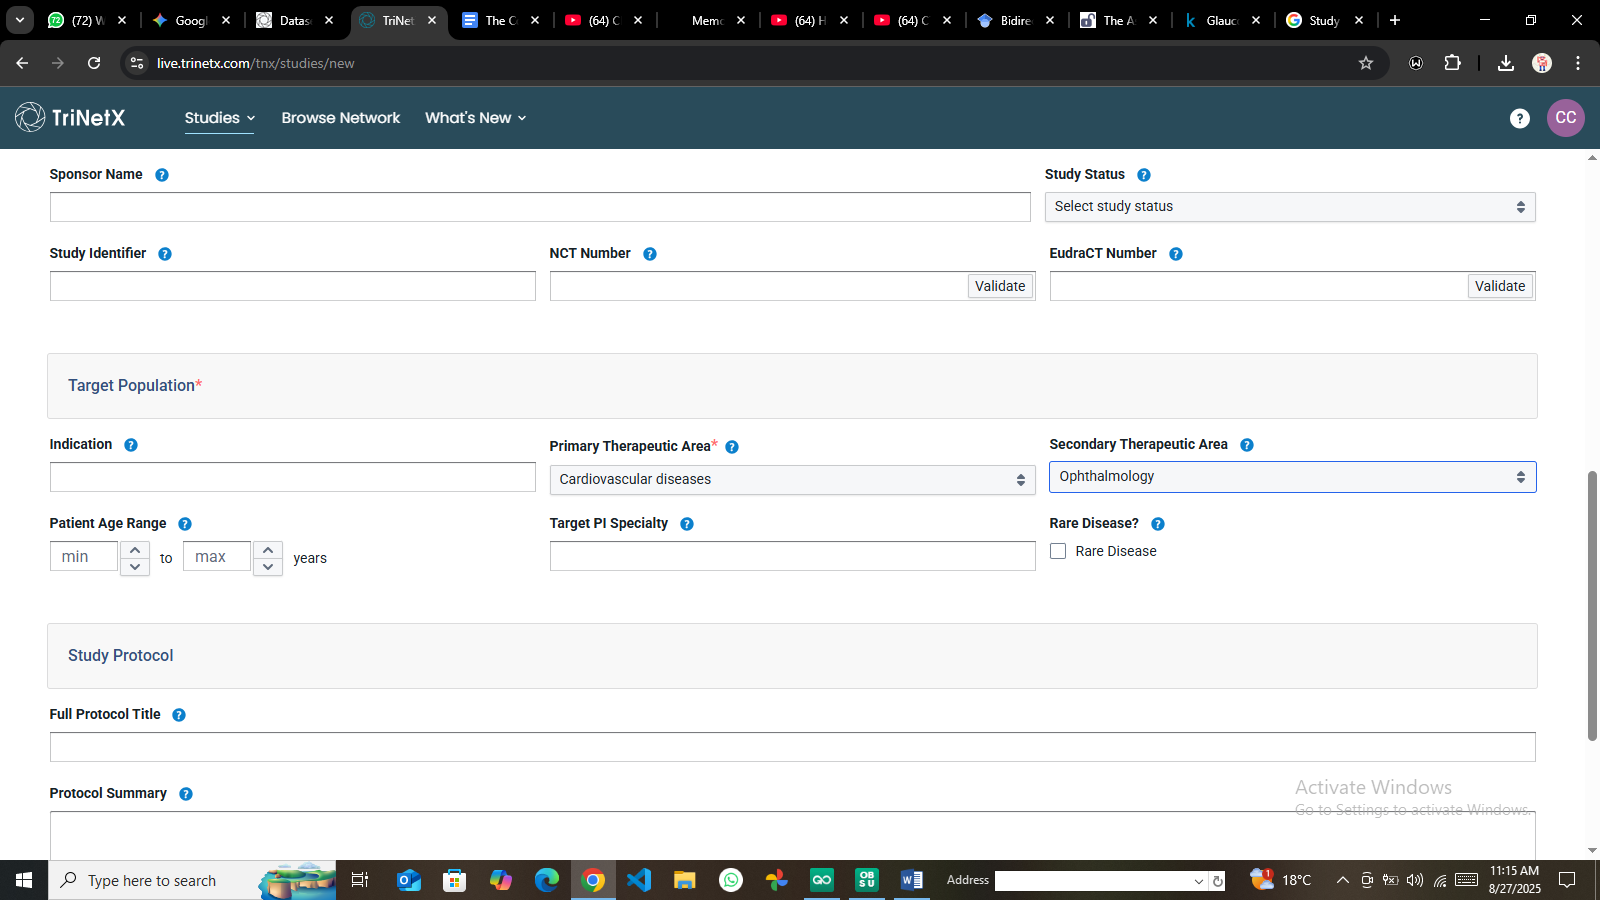 (72) W
Googl
Datas
TriNet
The C
(64) C
Memo
(64) H
(64) C
Bidire
The A
Glauc
Study
live.trinetx.com/tnx/studies/new
TriNetX
Studies
Browse Network
What's New
CC
Sponsor Name
Study Status
Select study status
Study Identifier
NCT Number
EudraCT Number
Validate
Validate
Target Population*
Indication
Primary Therapeutic Area*
Secondary Therapeutic Area
Cardiovascular diseases
Ophthalmology
Patient Age Range
Target PI Specialty
Rare Disease?
min
to
max
years
Rare Disease
Study Protocol
Full Protocol Title
Protocol Summary
Activate Windows
Go to Settings to activate Windows.
Type here to search
Address
18°C
11:15 AM
8/27/2025